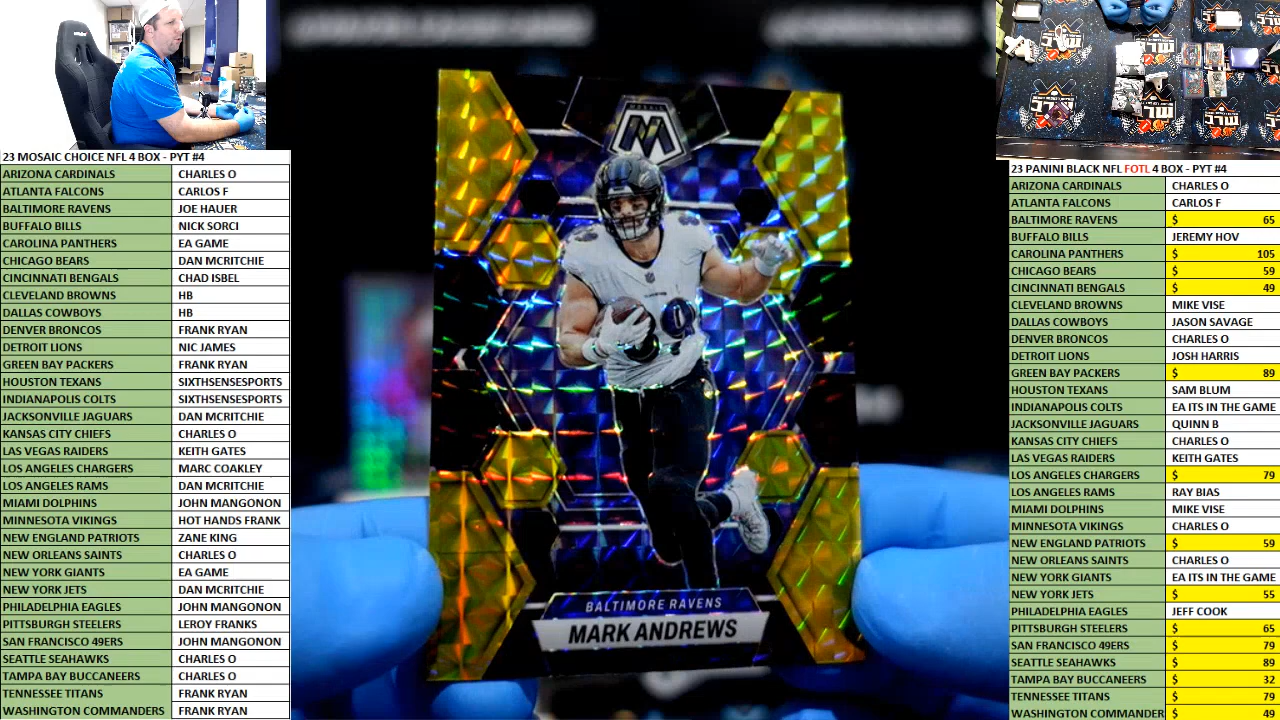 23 MOSAIC CHOICE NFL 4 BOX - PYT #4
ARIZONA CARDINALS CHARLES O
ATLANTA FALCONS CARLOS F
BALTIMORE RAVENS JOE HAUER
BUFFALO BILLS NICK SORCI
CAROLINA PANTHERS EA GAME
CHICAGO BEARS DAN MCRITCHIE
CINCINNATI BENGALS CHAD ISBEL
CLEVELAND BROWNS HB
DALLAS COWBOYS HB
DENVER BRONCOS FRANK RYAN
DETROIT LIONS NIC JAMES
GREEN BAY PACKERS FRANK RYAN
HOUSTON TEXANS SIXTHSENSESPORTS
INDIANAPOLIS COLTS SIXTHSENSESPORTS
JACKSONVILLE JAGUARS DAN MCRITCHIE
KANSAS CITY CHIEFS CHARLES O
LAS VEGAS RAIDERS KEITH GATES
LOS ANGELES CHARGERS MARC COAKLEY
LOS ANGELES RAMS DAN MCRITCHIE
MIAMI DOLPHINS JOHN MANGONON
MINNESOTA VIKINGS HOT HANDS FRANK
NEW ENGLAND PATRIOTS ZANE KING
NEW ORLEANS SAINTS CHARLES O
NEW YORK GIANTS EA GAME
NEW YORK JETS DAN MCRITCHIE
PHILADELPHIA EAGLES JOHN MANGONON
PITTSBURGH STEELERS LEROY FRANKS
SAN FRANCISCO 49ERS JOHN MANGONON
SEATTLE SEAHAWKS CHARLES O
TAMPA BAY BUCCANEERS CHARLES O
TENNESSEE TITANS FRANK RYAN
WASHINGTON COMMANDERS FRANK RYAN
MOSAIC
M
NFL
89
BALTIMORE RAVENS
MARK ANDREWS
23 PANINI BLACK NFL FOTL 4 BOX - PYT #4
ARIZONA CARDINALS CHARLES O
ATLANTA FALCONS CARLOS F
BALTIMORE RAVENS $ 65
BUFFALO BILLS JEREMY HOV
CAROLINA PANTHERS $ 105
CHICAGO BEARS $ 59
CINCINNATI BENGALS $ 49
CLEVELAND BROWNS MIKE VISE
DALLAS COWBOYS JASON SAVAGE
DENVER BRONCOS CHARLES O
DETROIT LIONS JOSH HARRIS
GREEN BAY PACKERS $ 89
HOUSTON TEXANS SAM BLUM
INDIANAPOLIS COLTS EA ITS IN THE GAME
JACKSONVILLE JAGUARS QUINN B
KANSAS CITY CHIEFS CHARLES O
LAS VEGAS RAIDERS KEITH GATES
LOS ANGELES CHARGERS $ 79
LOS ANGELES RAMS RAY BIAS
MIAMI DOLPHINS MIKE VISE
MINNESOTA VIKINGS CHARLES O
NEW ENGLAND PATRIOTS $ 59
NEW ORLEANS SAINTS CHARLES O
NEW YORK GIANTS EA ITS IN THE GAME
NEW YORK JETS $ 55
PHILADELPHIA EAGLES JEFF COOK
PITTSBURGH STEELERS $ 65
SAN FRANCISCO 49ERS $ 79
SEATTLE SEAHAWKS $ 89
TAMPA BAY BUCCANEERS $ 32
TENNESSEE TITANS $ 79
WASHINGTON COMMANDER $ 49